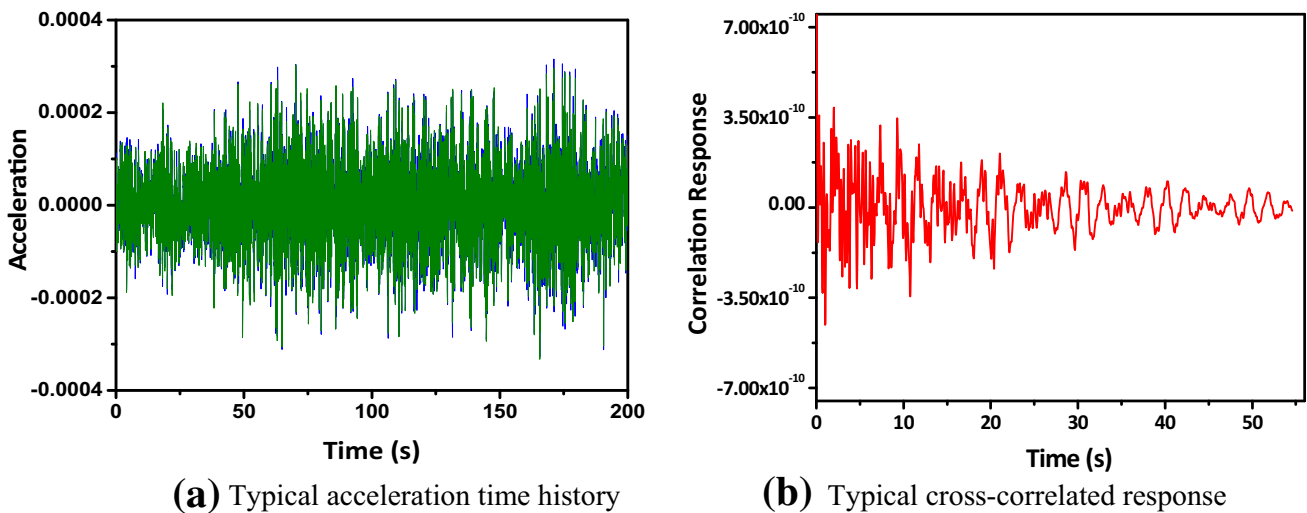 0.0004
0.0002
0.0000
-0.0002
-0.0004
Acceleration
0
50
100
150
200
Time (s)
(a) Typical acceleration time history
7.00x10-10
3.50x10-10
0.00
-3.50x10-10
-7.00x10-10
Correlation Response
0
10
20
30
40
50
Time (s)
(b) Typical cross-correlated response